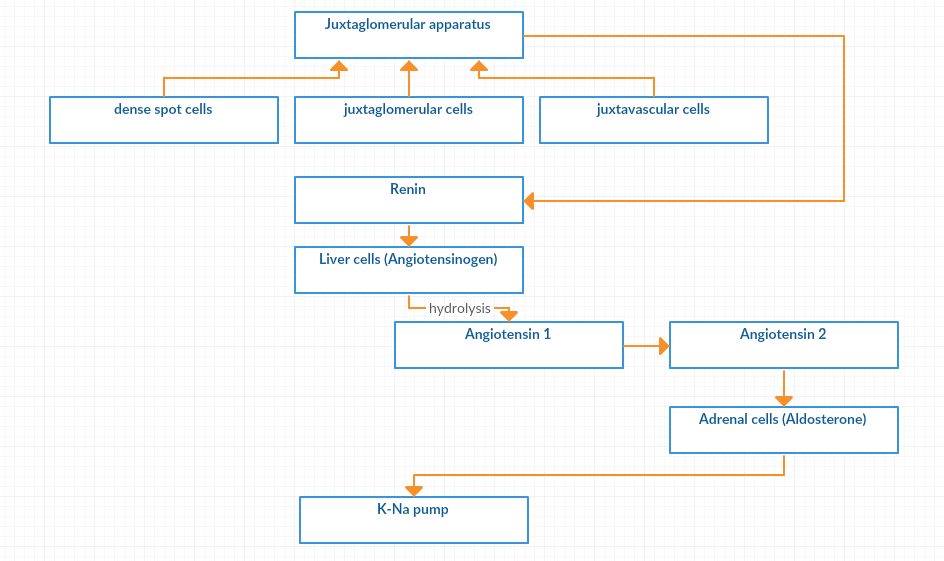 Juxtaglomerular apparatus
dense spot cells
juxtaglomerular cells
juxtavascular cells
Renin
Liver cells (Angiotensinogen)
hydrolysis
Angiotensin 1
Angiotensin 2
Adrenal cells (Aldosterone)
K-Na pump